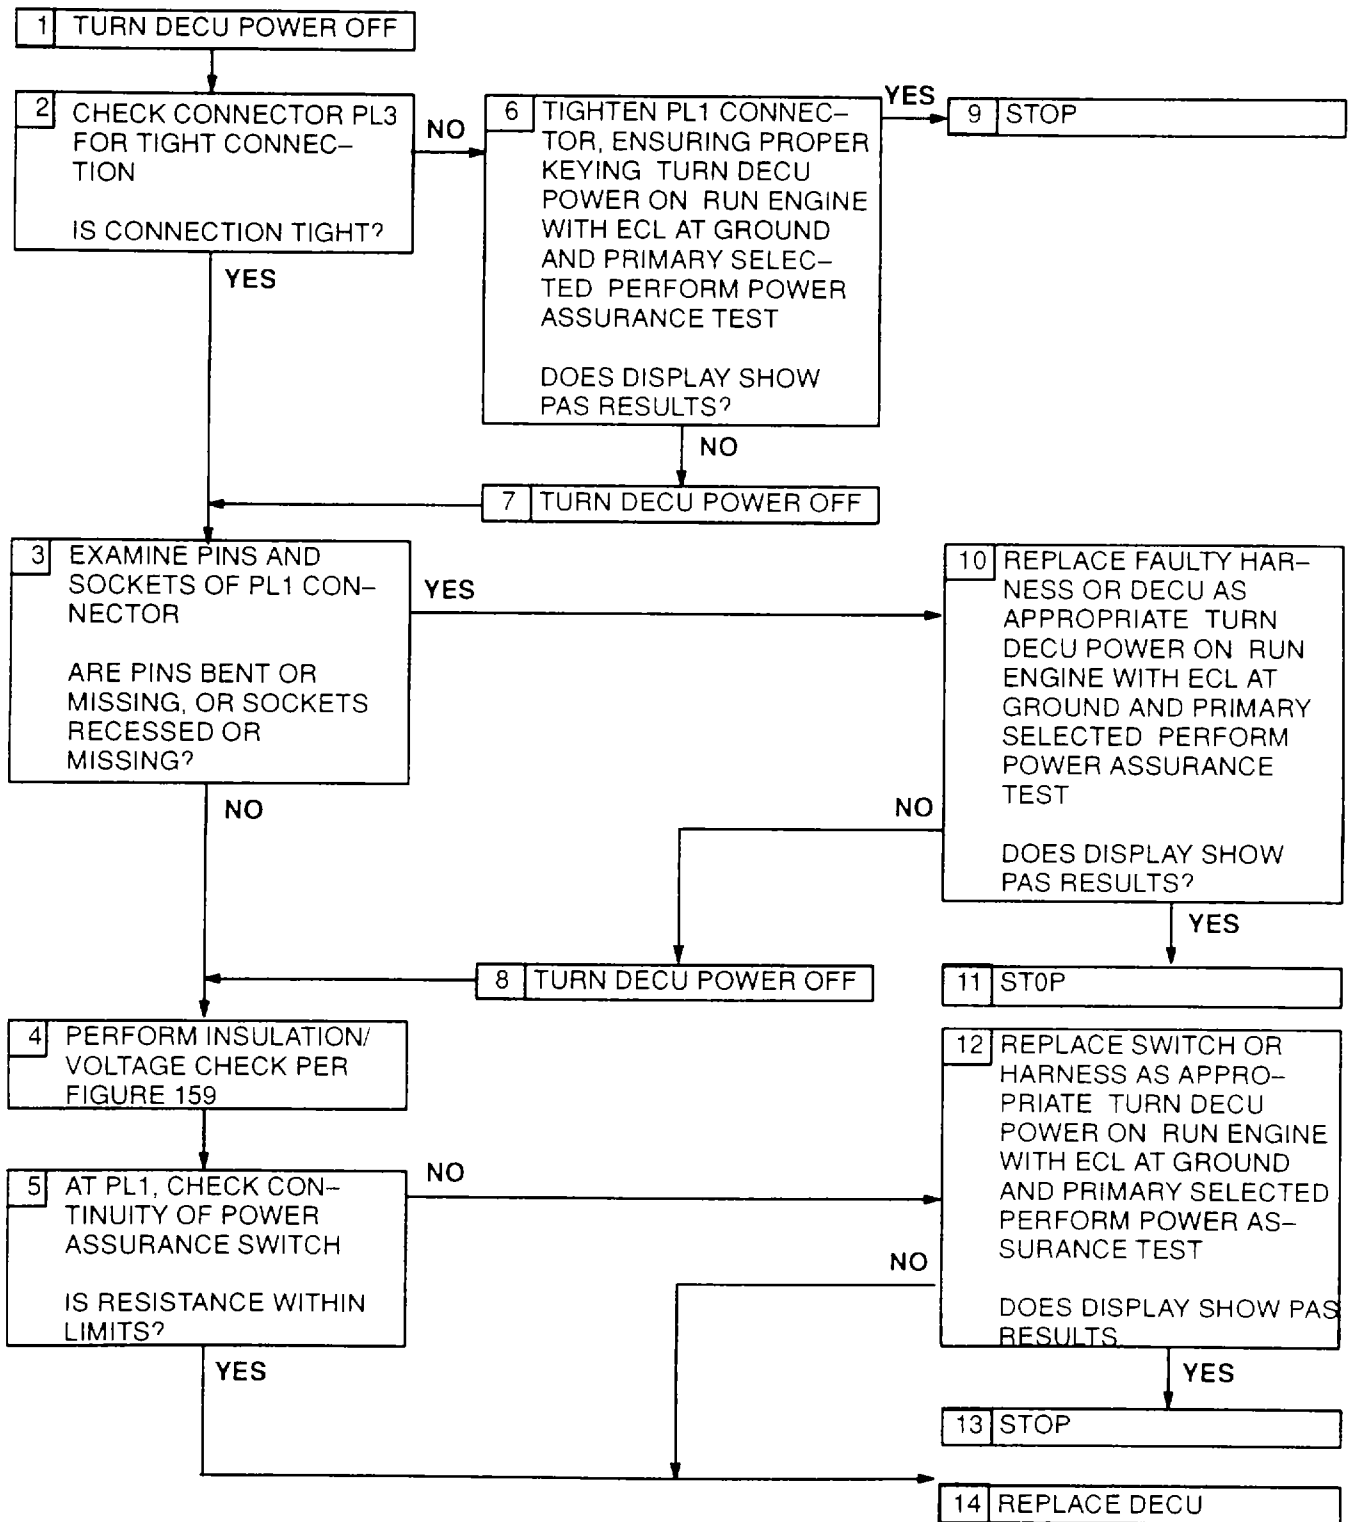 1 TURN DECU POWER OFF
2 CHECK CONNECTOR PL3
FOR TIGHT CONNEC–
TION
IS CONNECTION TIGHT?
NO
YES
6 TIGHTEN PL1 CONNEC–
TOR, ENSURING PROPER
KEYING TURN DECU
POWER ON RUN ENGINE
WITH ECL AT GROUND
AND PRIMARY SELEC–
TED PERFORM POWER
ASSURANCE TEST
DOES DISPLAY SHOW
PAS RESULTS?
YES
NO
9 STOP
7 TURN DECU POWER OFF
3 EXAMINE PINS AND
SOCKETS OF PL1 CON–
NECTOR
ARE PINS BENT OR
MISSING, OR SOCKETS
RECESSED OR
MISSING?
YES
NO
10 REPLACE FAULTY HAR–
NESS OR DECU AS
APPROPRIATE TURN
DECU POWER ON RUN
ENGINE WITH ECL AT
GROUND AND PRIMARY
SELECTED PERFORM
POWER ASSURANCE
TEST
DOES DISPLAY SHOW
PAS RESULTS?
NO
YES
8 TURN DECU POWER OFF
11 STOP
4 PERFORM INSULATION/
VOLTAGE CHECK PER
FIGURE 159
5 AT PL1, CHECK CON–
TINUITY OF POWER
ASSURANCE SWITCH
IS RESISTANCE WITHIN
LIMITS?
NO
YES
12 REPLACE SWITCH OR
HARNESS AS APPRO–
PRIATE TURN DECU
POWER ON RUN ENGINE
WITH ECL AT GROUND
AND PRIMARY SELECTED
PERFORM POWER AS–
SURANCE TEST
DOES DISPLAY SHOW PAS
RESULTS
NO
YES
13 STOP
14 REPLACE DECU